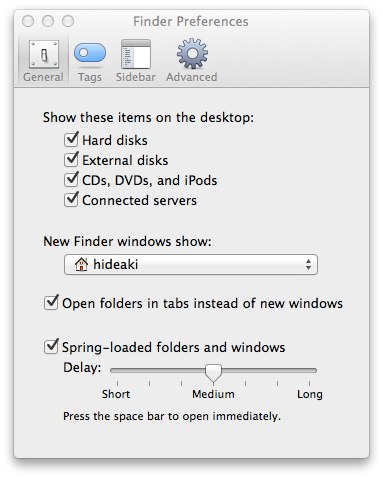 Finder Preferences
General Tags Sidebar Advanced
Show these items on the desktop:
Hard disks
External disks
CDs, DVDs, and iPods
Connected servers
New Finder windows show:
hideaki
Open folders in tabs instead of new windows
Spring-loaded folders and windows
Delay:
Short Medium Long
Press the space bar to open immediately.